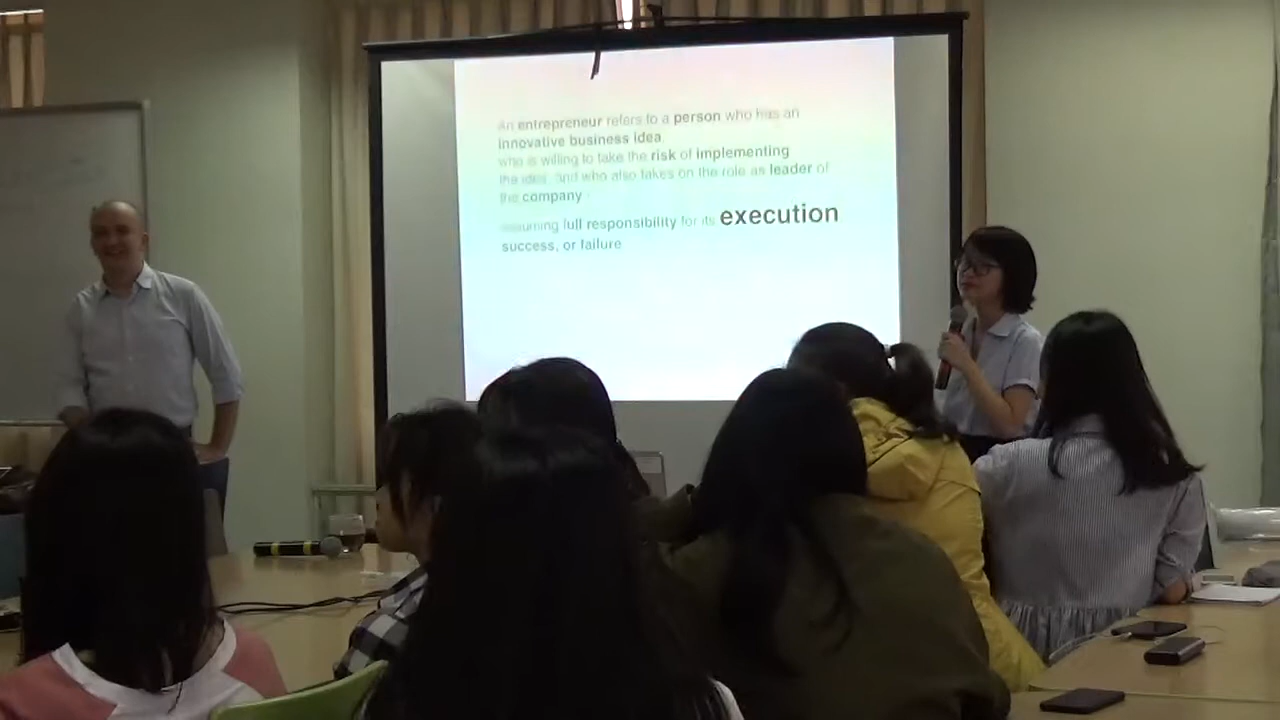 An entrepreneur refers to a person who has an
innovative business idea,
who is willing to take the risk of implementing
the idea, and who also takes on the role as leader of
the company
assuming full responsibility for its execution
success, or failure